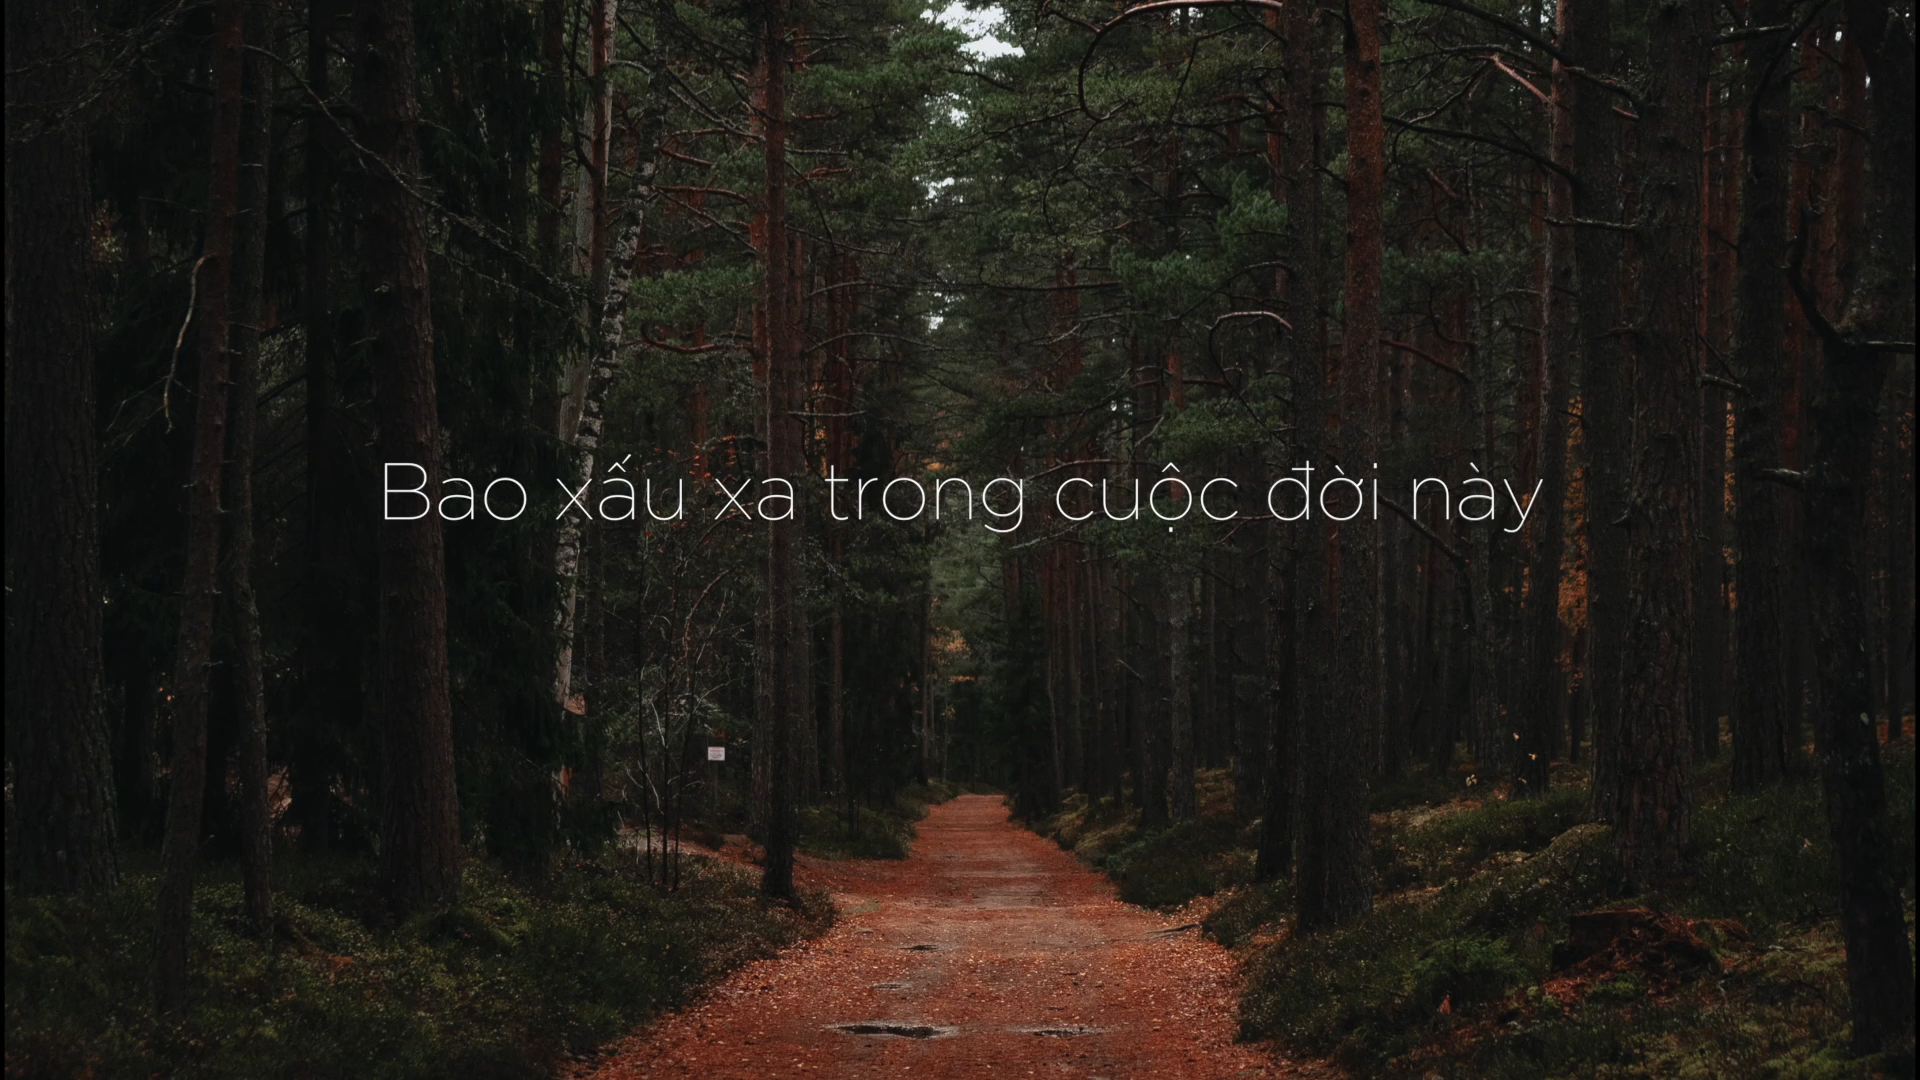 Bao xấu xa trong cuộc đời này